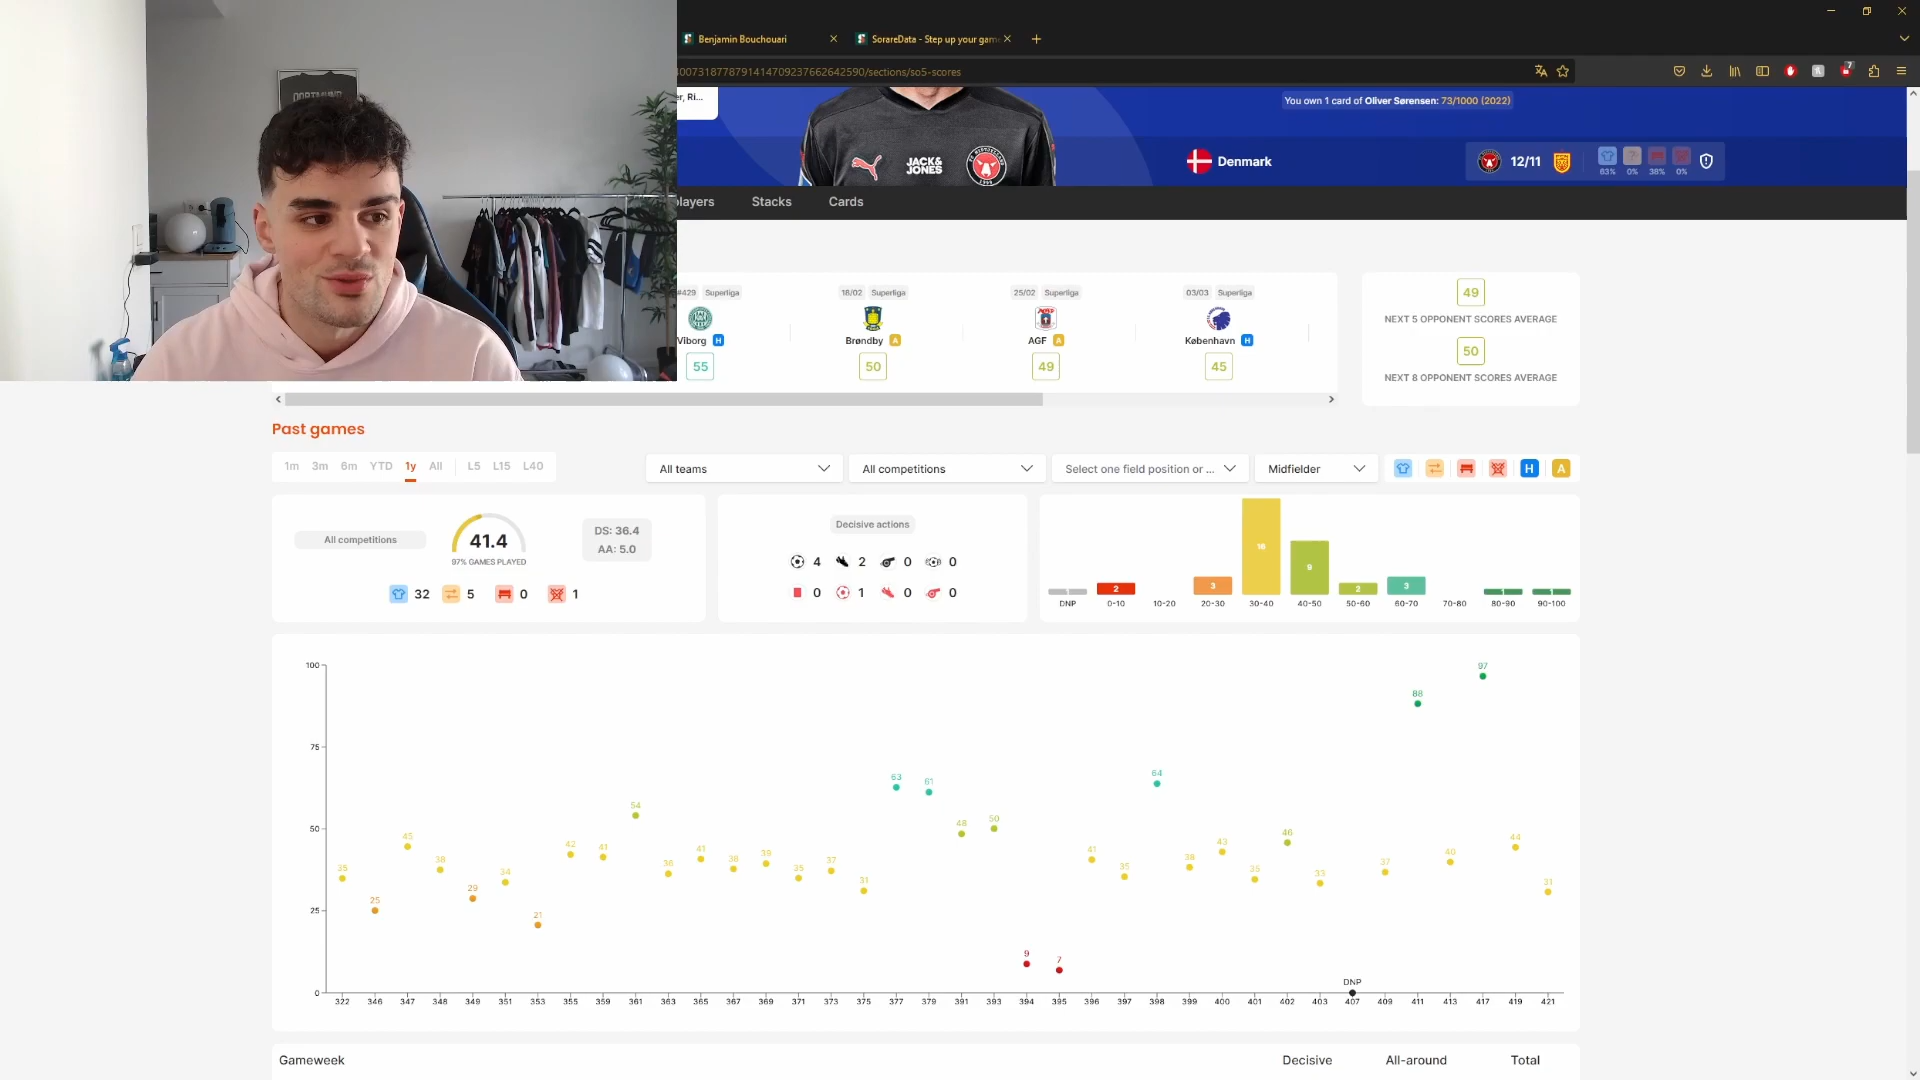 DORTMUND
Benjamin Bouchouari
SorareData - Step up your gam
40073187787914147092376626425​90/sections/so5-scores
7
er, Ri...
You own 1 card of Oliver Sørensen: 73/1000 (2022)
JACK&
JONES
Denmark
12/11
63% 0% 38% 0%
players Stacks Cards
#429 Superliga
Viborg H
55
18/02 Superliga
Brøndby A
50
25/02 Superliga
AGF A
49
03/03 Superliga
København H
45
49
NEXT 5 OPPONENT SCORES AVERAGE
50
NEXT 8 OPPONENT SCORES AVERAGE
Past games
1m 3m 6m YTD 1y All L5 L15 L40
All teams
All competitions
Select one field position or ...
Midfielder
H A
All competitions
41.4
97% GAMES PLAYED
DS: 36.4
AA: 5.0
32 5 0 1
Decisive actions
4 2 0 0
0 1 0 0
2 3 16 9 2 3
DNP 0-10 10-20 20-30 30-40 40-50 50-60 60-70 70-80 80-90 90-100
100
75
50
25
0
35 25 45 38 29 34 21 42 41 54 36 41 38 39 35 37 31 63 61 48 50 9 7 41 35 64 38 43 35 46 33 DNP 37 88 40 97 44 31
322 346 347 348 349 351 353 355 359 361 363 365 367 369 371 373 375 377 379 391 393 394 395 396 397 398 399 400 401 402 403 407 409 411 413 417 419 421
Gameweek Decisive All-around Total